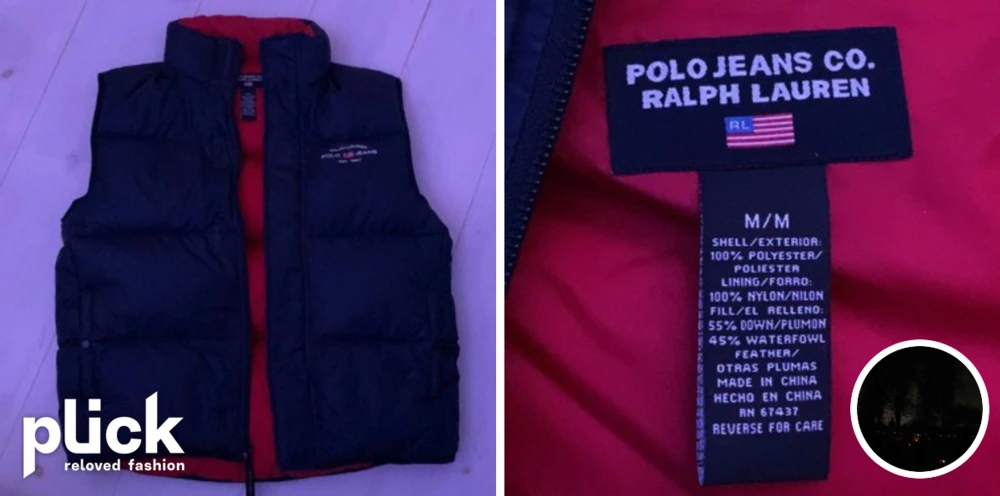 POLO JEANS
plick
reloved fashion
POLO JEANS CO.
RALPH LAUREN
RL
M/M
SHELL/EXTERIOR:
100% POLYESTER/
POLIESTER
LINING/FORRO:
100% NYLON/NILON
FILL/EL RELLENO:
55% DOWN/PLUMON
45% WATERFOWL
FEATHER/
OTRAS PLUMAS
MADE IN CHINA
HECHO EN CHINA
RN 67437
REVERSE FOR CARE